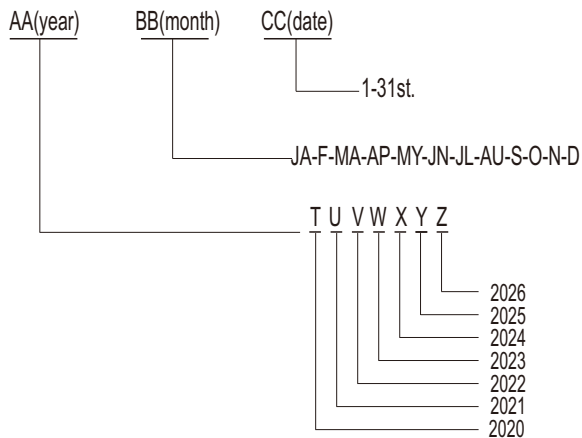 AA(year) BB(month) CC(date)
1-31st.
JA-F-MA-AP-MY-JN-JL-AU-S-O-N-D
T U V W X Y Z
2026
2025
2024
2023
2022
2021
2020